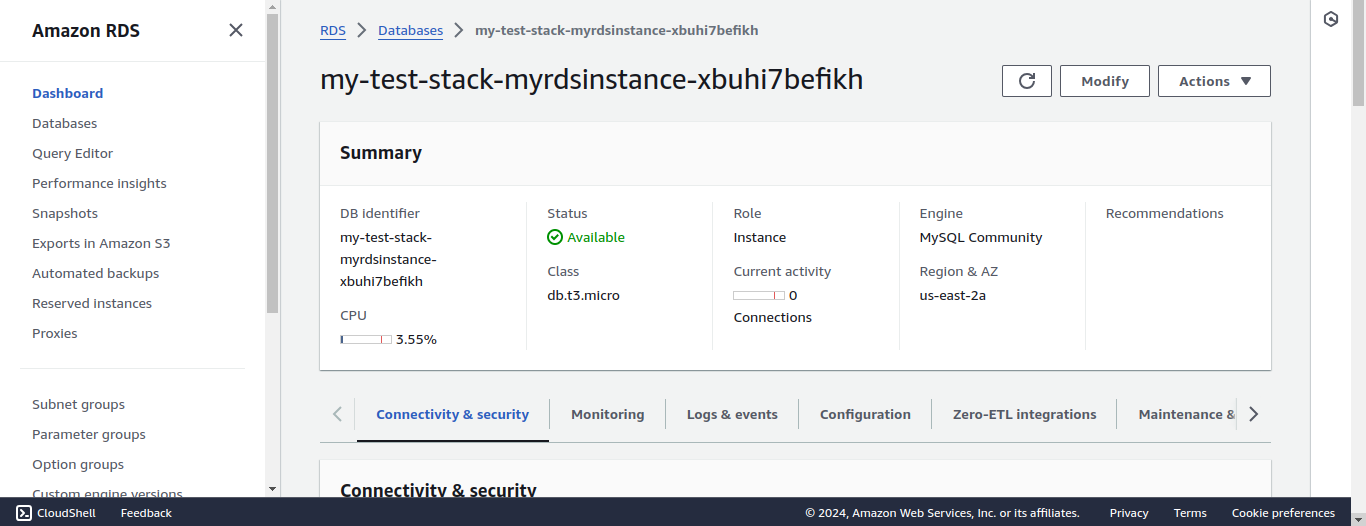 Amazon RDS
Dashboard
Databases
Query Editor
Performance insights
Snapshots
Exports in Amazon S3
Automated backups
Reserved instances
Proxies
Subnet groups
Parameter groups
Option groups
Custom engine versions
RDS > Databases > my-test-stack-myrdsinstance-xbuhi7befikh
my-test-stack-myrdsinstance-xbuhi7befikh
Modify
Actions
Summary
DB identifier
my-test-stack-
myrdsinstance-
xbuhi7befikh
CPU
3.55%
Status
Available
Class
db.t3.micro
Role
Instance
Current activity
0
Connections
Engine
MySQL Community
Region & AZ
us-east-2a
Recommendations
Connectivity & security
Monitoring
Logs & events
Configuration
Zero-ETL integrations
Maintenance &
Connectivity & security
CloudShell
Feedback
© 2024, Amazon Web Services, Inc. or its affiliates.
Privacy
Terms
Cookie preferences